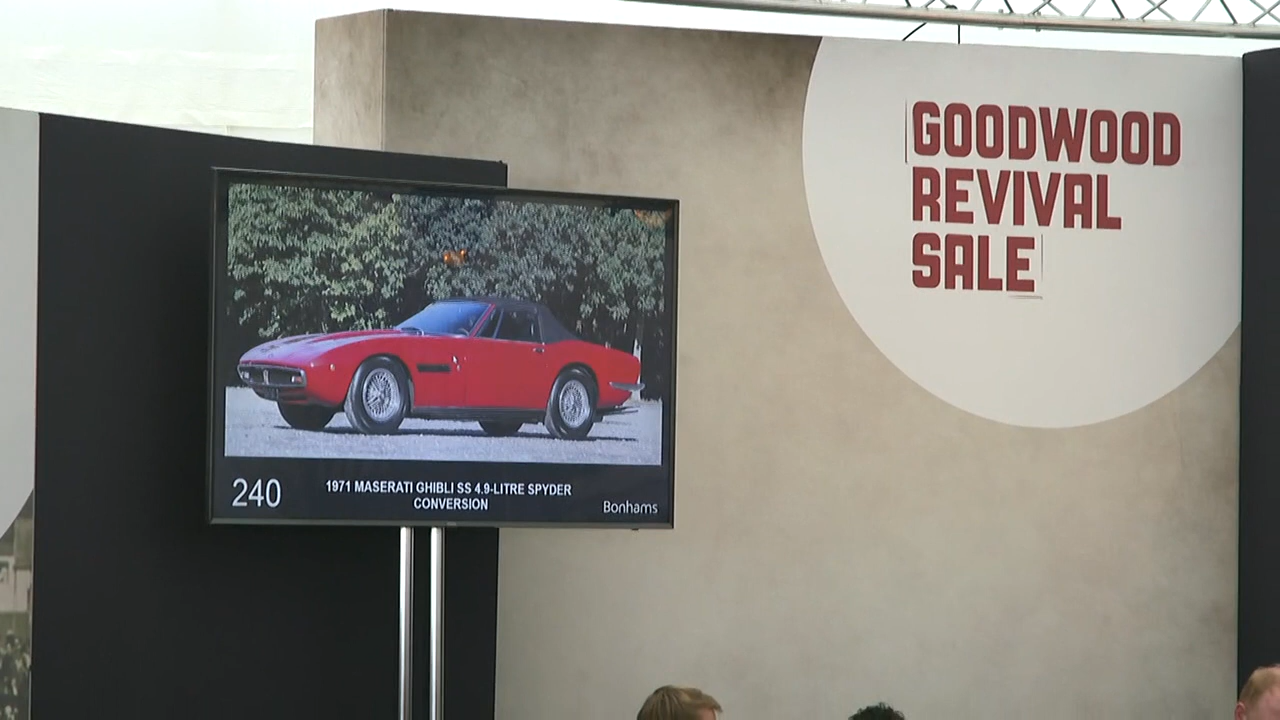 GOODWOOD
REVIVAL
SALE
240
1971 MASERATI GHIBLI SS 4.9-LITRE SPYDER
CONVERSION
Bonhams